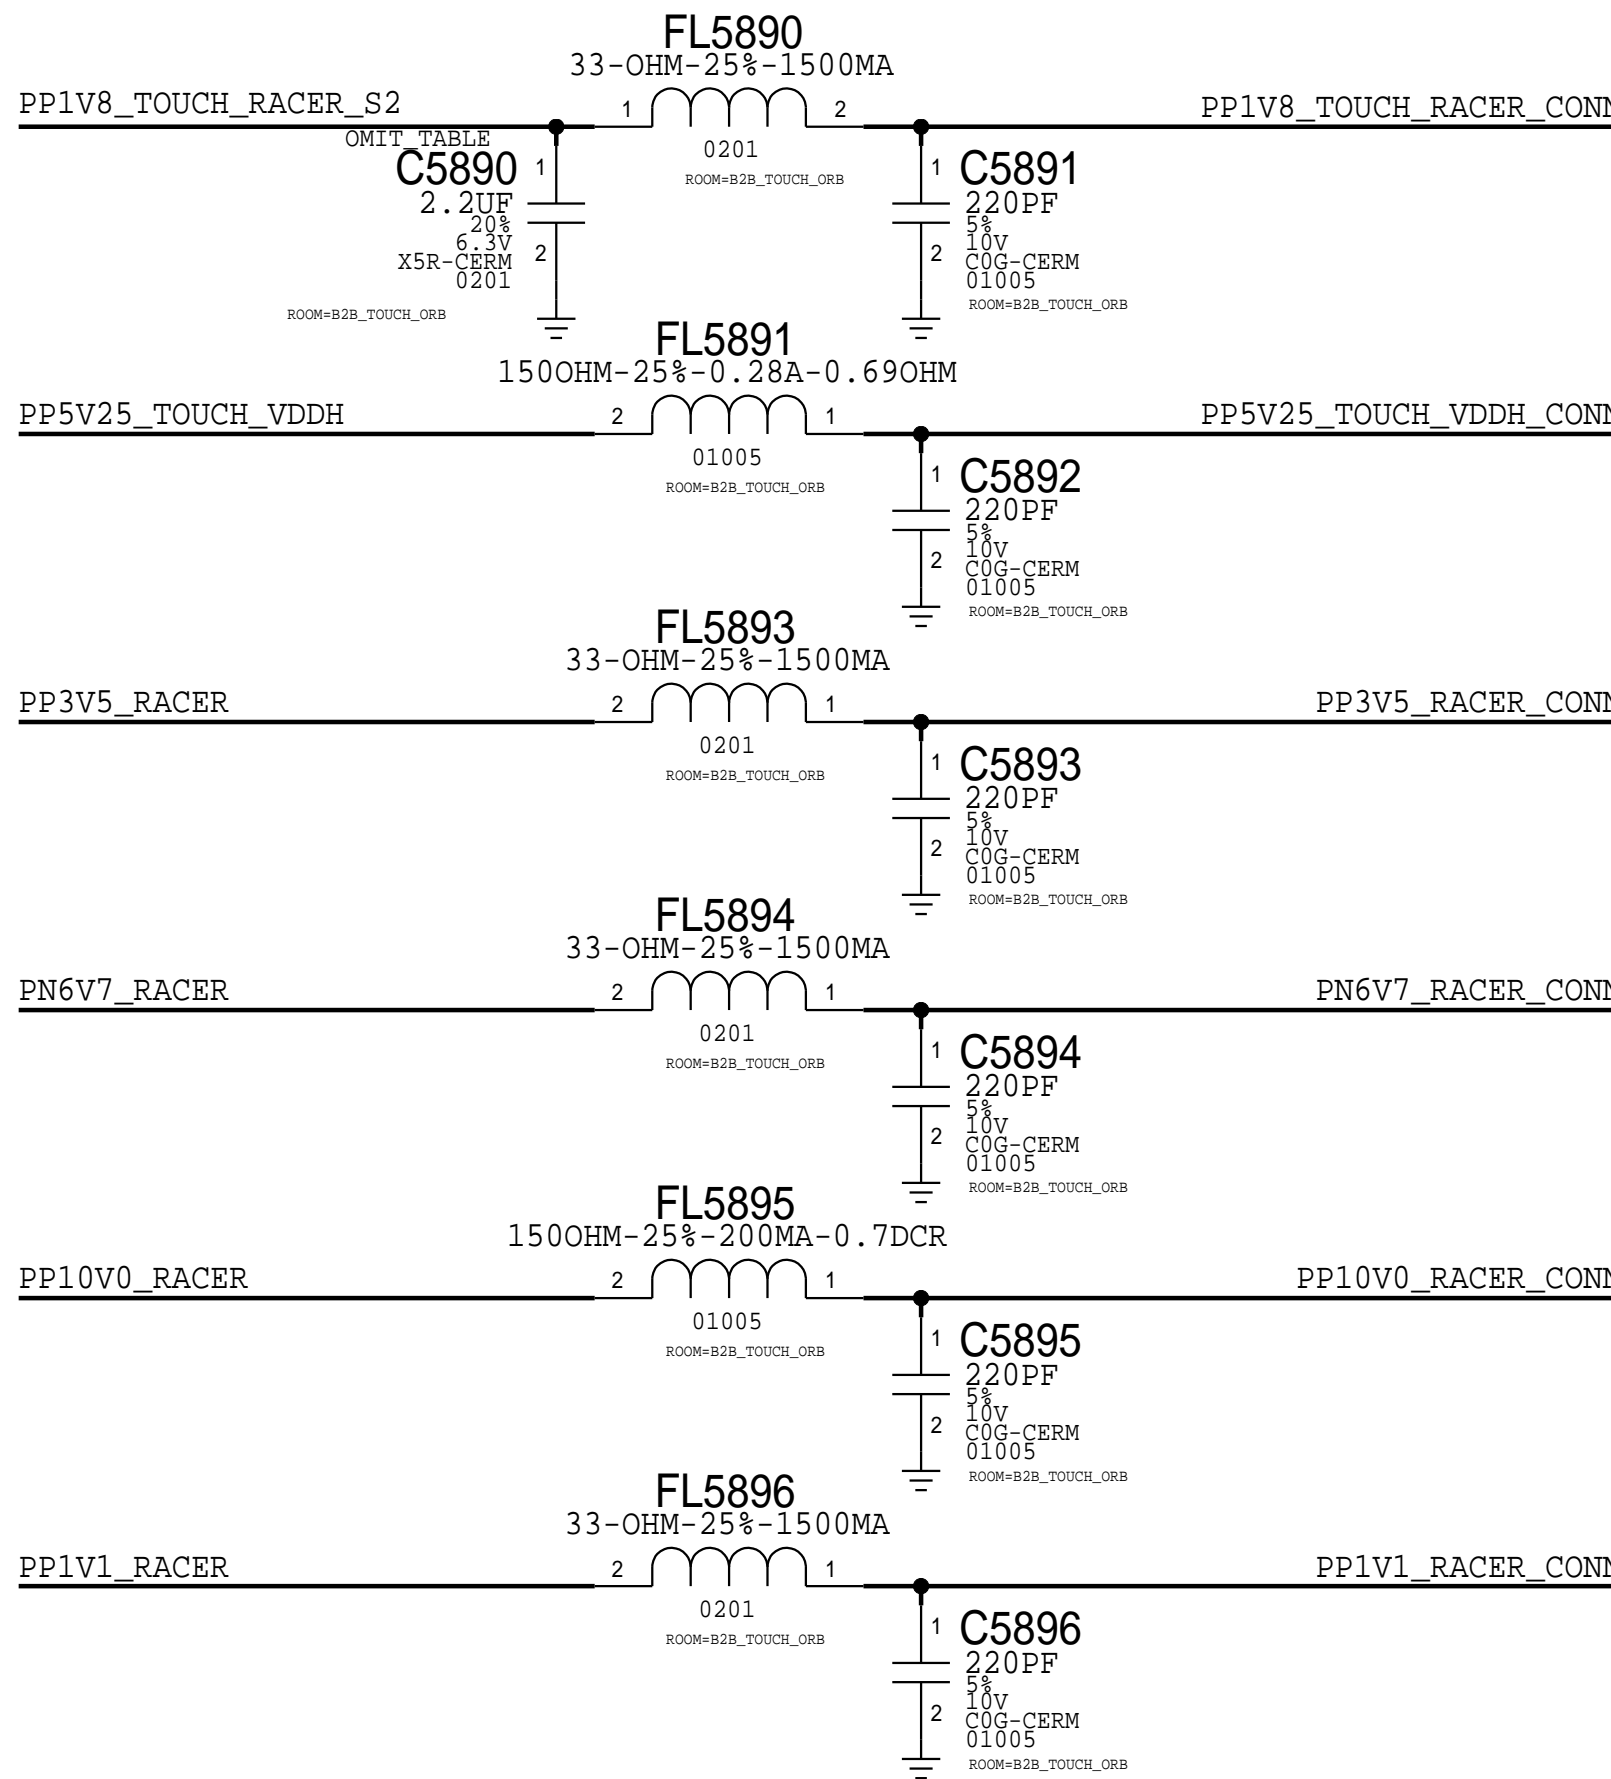 FL5890
33-OHM-25%-1500MA
PP1V8_TOUCH_RACER_S2
1
2
PP1V8_TOUCH_RACER_CONN
OMIT_TABLE
0201
ROOM=B2B_TOUCH_ORB
C5890
1
2.2UF
20%
6.3V
2
X5R-CERM
0201
ROOM=B2B_TOUCH_ORB
1
C5891
220PF
5%
10V
2
C0G-CERM
01005
ROOM=B2B_TOUCH_ORB
FL5891
150OHM-25%-0.28A-0.69OHM
PP5V25_TOUCH_VDDH
2
1
PP5V25_TOUCH_VDDH_CONN
01005
ROOM=B2B_TOUCH_ORB
1
C5892
220PF
5%
10V
2
C0G-CERM
01005
ROOM=B2B_TOUCH_ORB
FL5893
33-OHM-25%-1500MA
PP3V5_RACER
2
1
PP3V5_RACER_CONN
0201
ROOM=B2B_TOUCH_ORB
1
C5893
220PF
5%
10V
2
C0G-CERM
01005
ROOM=B2B_TOUCH_ORB
FL5894
33-OHM-25%-1500MA
PN6V7_RACER
2
1
PN6V7_RACER_CONN
0201
ROOM=B2B_TOUCH_ORB
1
C5894
220PF
5%
10V
2
C0G-CERM
01005
ROOM=B2B_TOUCH_ORB
FL5895
150OHM-25%-200MA-0.7DCR
PP10V0_RACER
2
1
PP10V0_RACER_CONN
01005
ROOM=B2B_TOUCH_ORB
1
C5895
220PF
5%
10V
2
C0G-CERM
01005
ROOM=B2B_TOUCH_ORB
FL5896
33-OHM-25%-1500MA
PP1V1_RACER
2
1
PP1V1_RACER_CONN
0201
ROOM=B2B_TOUCH_ORB
1
C5896
220PF
5%
10V
2
C0G-CERM
01005
ROOM=B2B_TOUCH_ORB